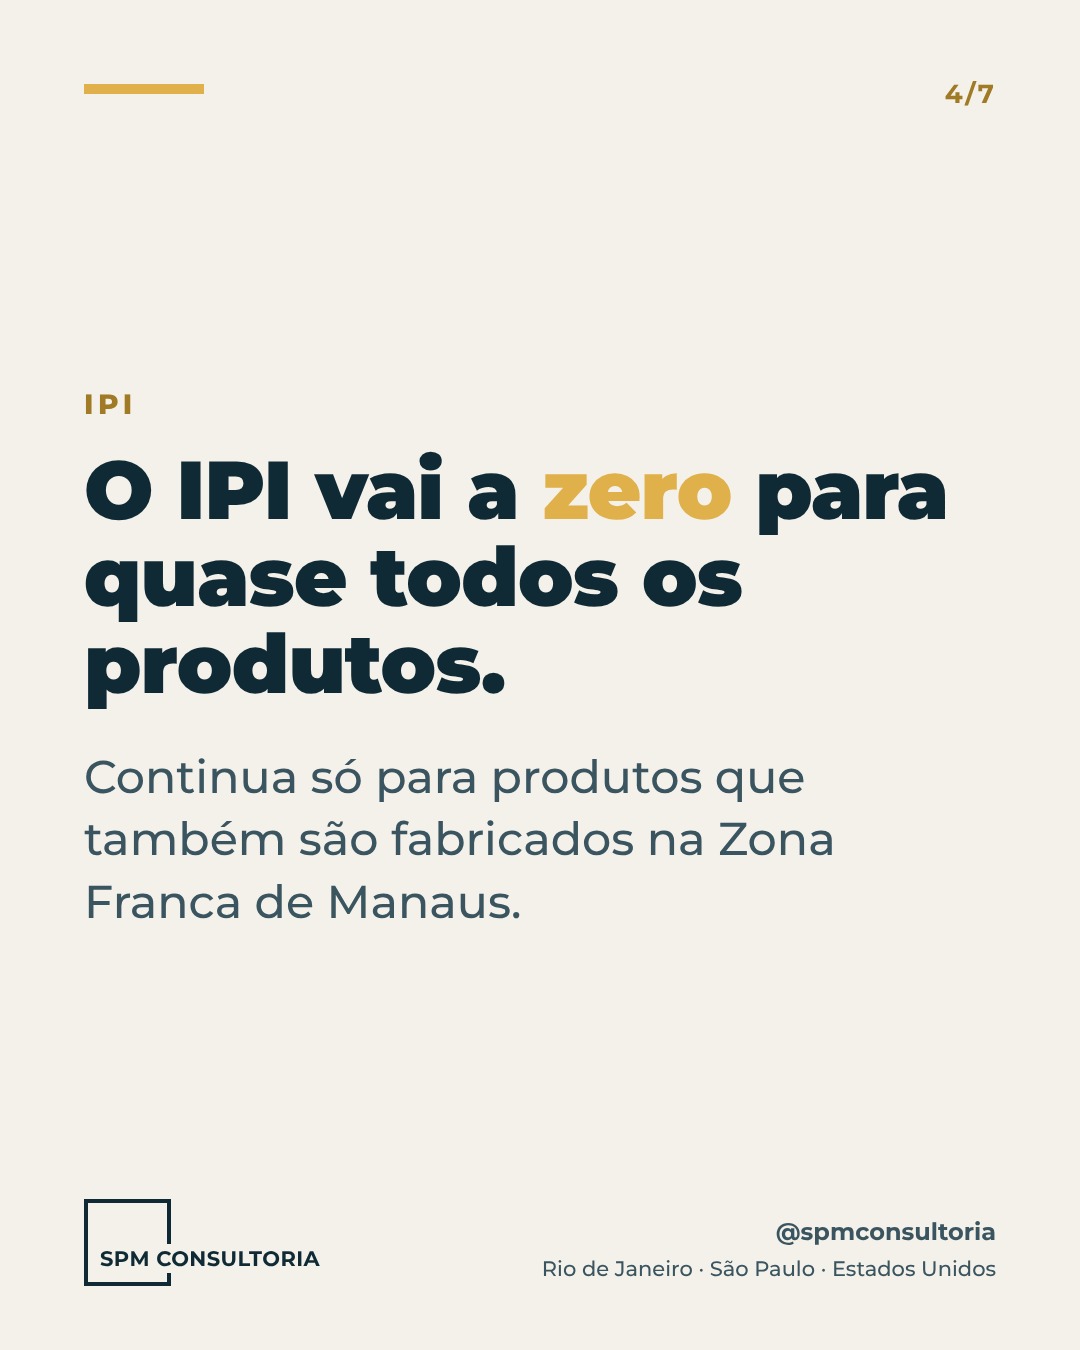 4/7
IPI
O IPI vai a zero para
quase todos os
produtos.
Continua só para produtos que
também são fabricados na Zona
Franca de Manaus.
SPM CONSULTORIA
@spmconsultoria
Rio de Janeiro · São Paulo · Estados Unidos